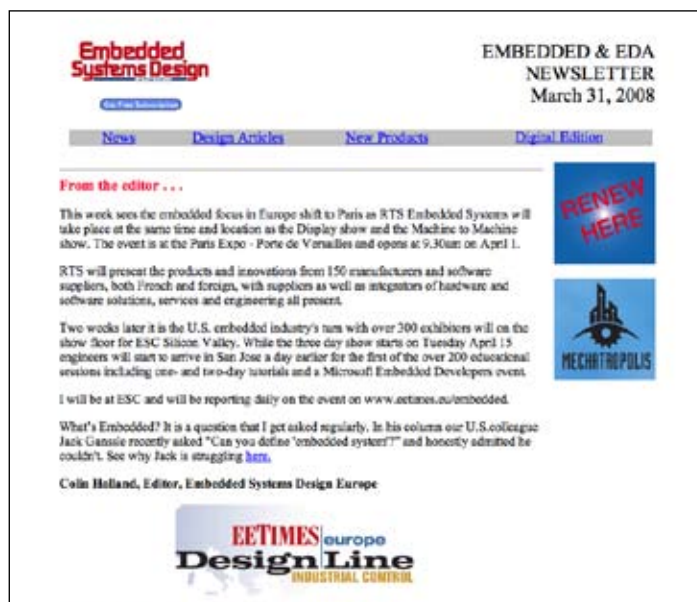 Embedded
Systems Design
EMBEDDED & EDA
NEWSLETTER
March 31, 2008
Get Free Subscription
News Design Articles New Products Digital Edition
From the editor . . .
This week sees the embedded focus in Europe shift to Paris as RTS Embedded Systems will
take place at the same time and location as the Display show and the Machine to Machine
show. The event is at the Paris Expo - Porte de Versailles and opens at 9.30am on April 1.
RTS will present the products and innovations from 150 manufacturers and software
suppliers, both French and foreign, with suppliers as well as integrators of hardware and
software solutions, services and engineering all present.
Two weeks later it is the U.S. embedded industry's turn with over 300 exhibitors will on the
show floor for ESC Silicon Valley. While the three day show starts on Tuesday April 15
engineers will start to arrive in San Jose a day earlier for the first of the over 200 educational
sessions including one- and two-day tutorials and a Microsoft Embedded Developers event.
I will be at ESC and will be reporting daily on the event on www.eetimes.eu/embedded.
What's Embedded? It is a question that I get asked regularly. In his column our U.S.colleague
Jack Ganssle recently asked "Can you define 'embedded system'?" and honestly admitted he
couldn't. See why Jack is struggling here.
Colin Holland, Editor, Embedded Systems Design Europe
RENEW
HERE
MECHATROPOLIS
EETIMES europe
DesignLine
INDUSTRIAL CONTROL